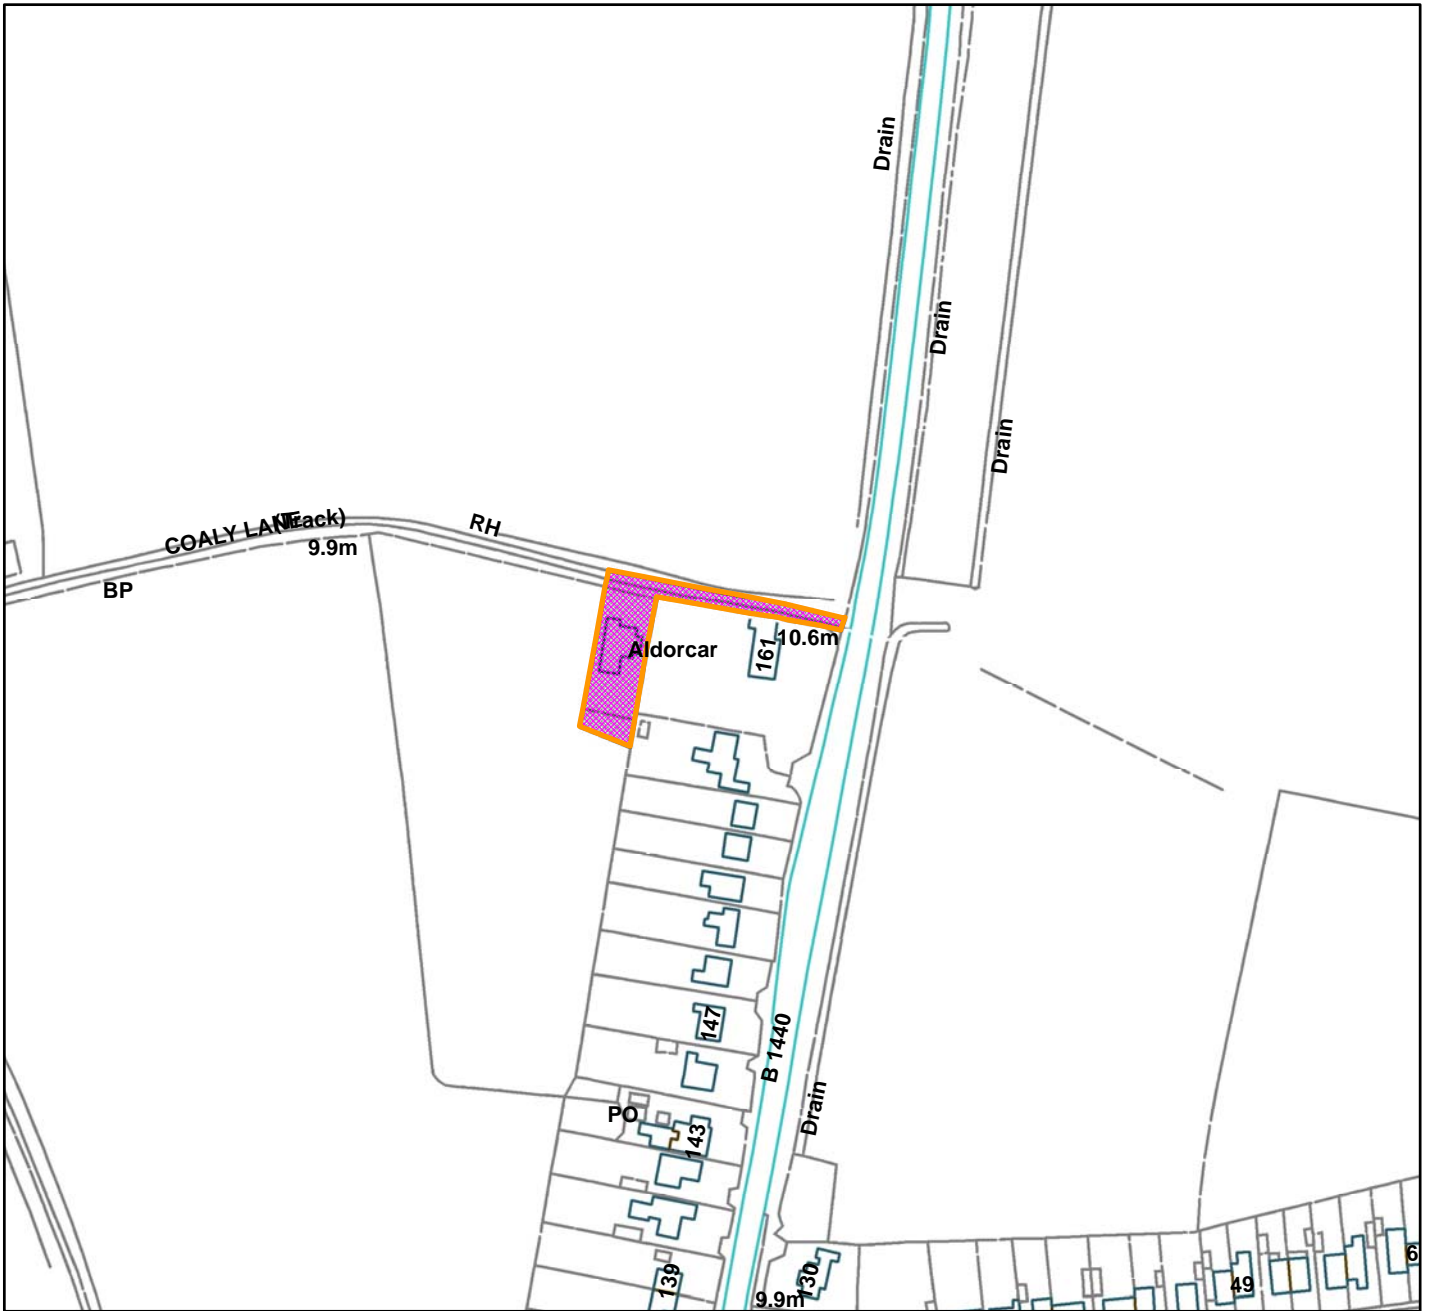 Drain
Drain
Drain
RH
COALY LANE
(Track)
9.9m
BP
10.6m
Aldorcar
161
147
B 1440
Drain
PO
143
139
130
9.9m
49
6